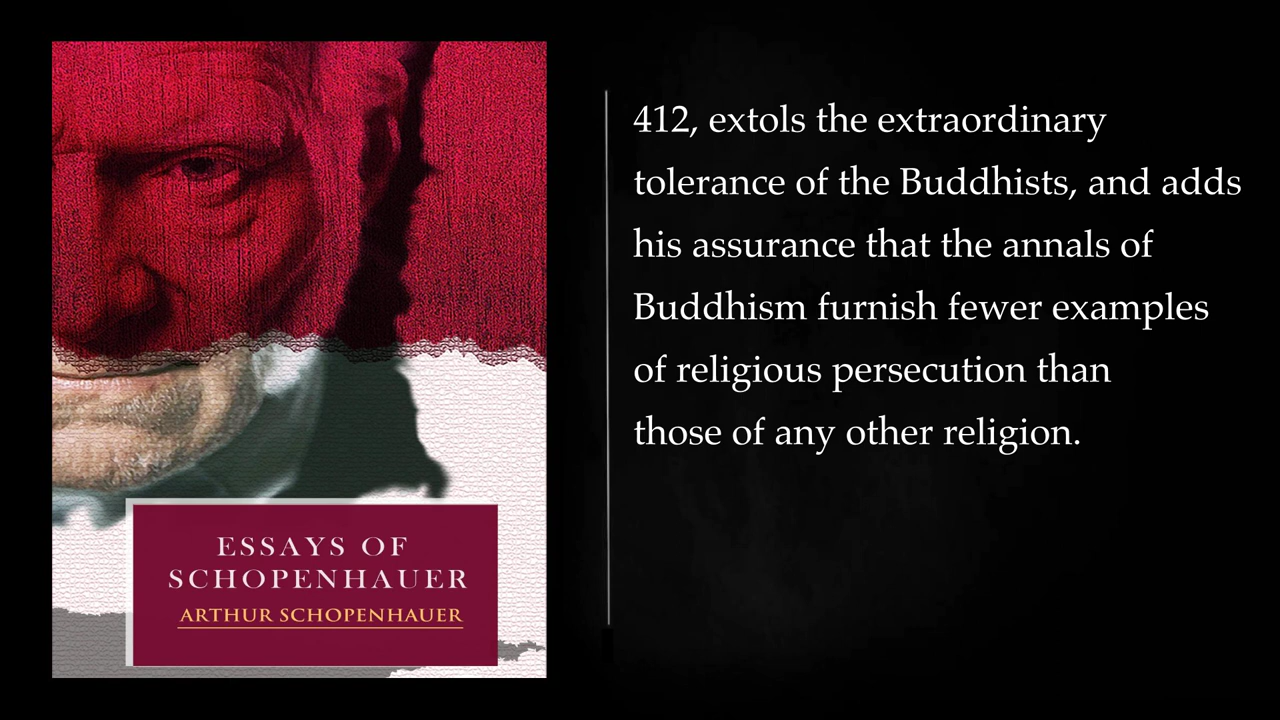 ESSAYS OF
SCHOPENHAUER
ARTHUR SCHOPENHAUER
412, extols the extraordinary
tolerance of the Buddhists, and adds
his assurance that the annals of
Buddhism furnish fewer examples
of religious persecution than
those of any other religion.